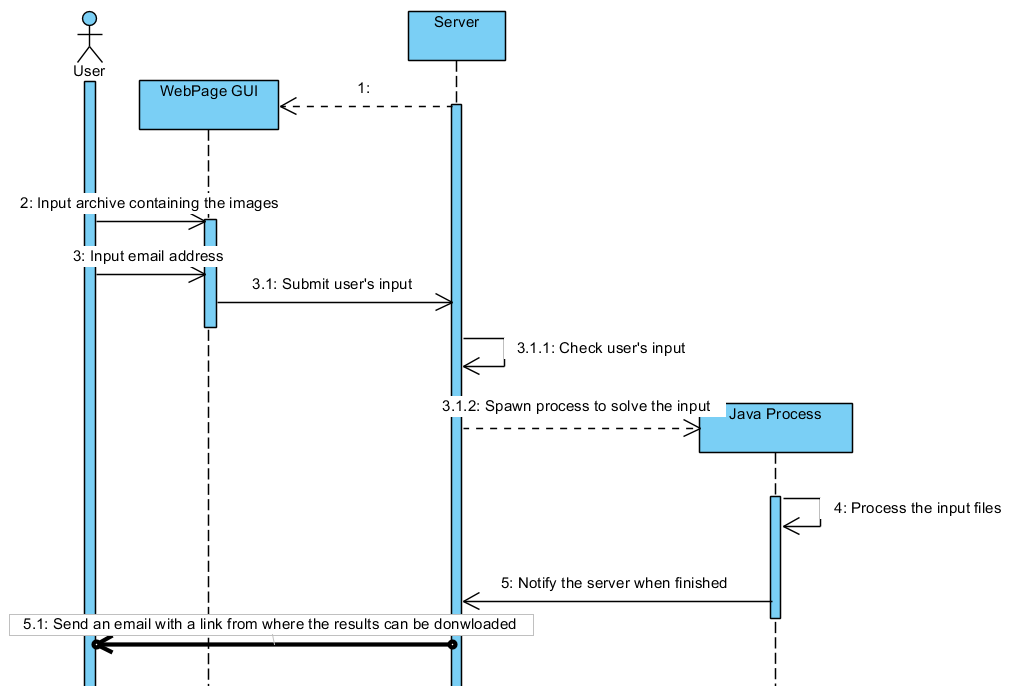 Server
User
WebPage GUI
1:
2: Input archive containing the images
3: Input email address
3.1: Submit user's input
3.1.1: Check user's input
3.1.2: Spawn process to solve the input
Java Process
4: Process the input files
5: Notify the server when finished
5.1: Send an email with a link from where the results can be donwloaded